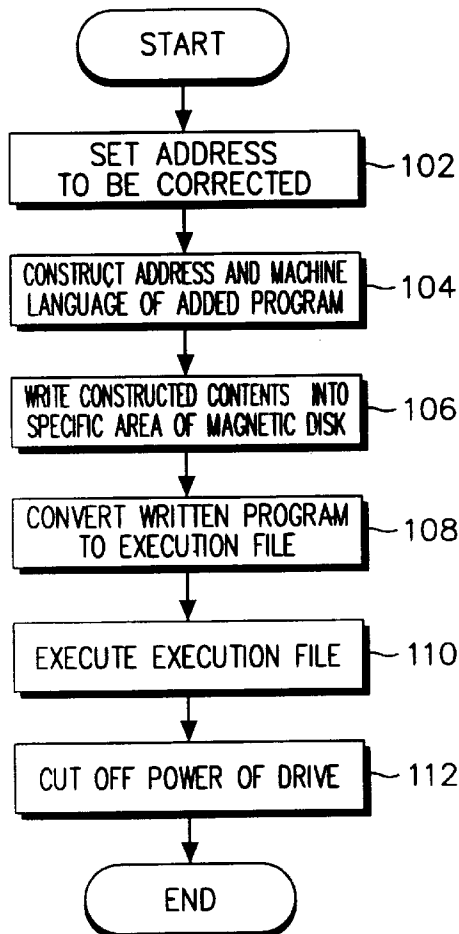 START
SET ADDRESS
TO BE CORRECTED
102
CONSTRUCT ADDRESS AND MACHINE
LANGUAGE OF ADDED PROGRAM
104
WRITE CONSTRUCTED CONTENTS INTO
SPECIFIC AREA OF MAGNETIC DISK
106
CONVERT WRITTEN PROGRAM
TO EXECUTION FILE
108
EXECUTE EXECUTION FILE
110
CUT OFF POWER OF DRIVE
112
END